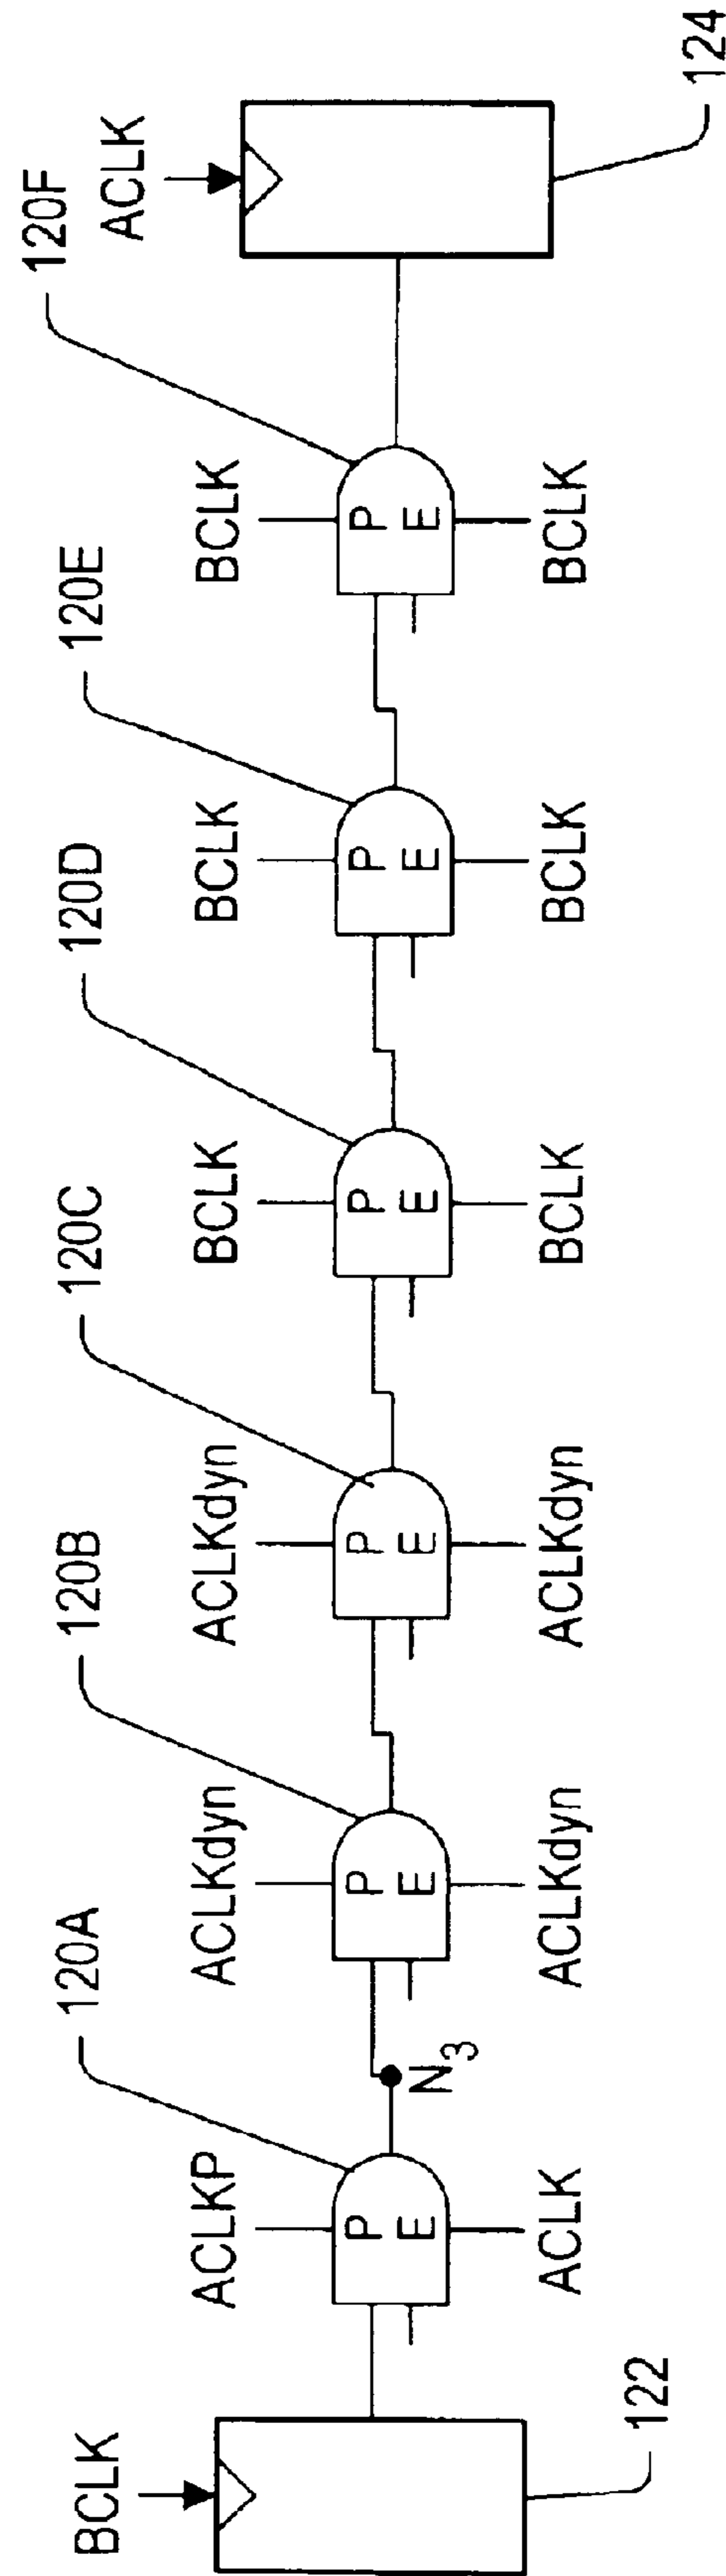 120A 120B 120C 120D 120E 120F
BCLK ACLKP ACLKdyn ACLKdyn BCLK BCLK BCLK ACLK
P P P P P P
E E E E E E
N3
ACLK ACLKdyn ACLKdyn BCLK BCLK BCLK
122 124